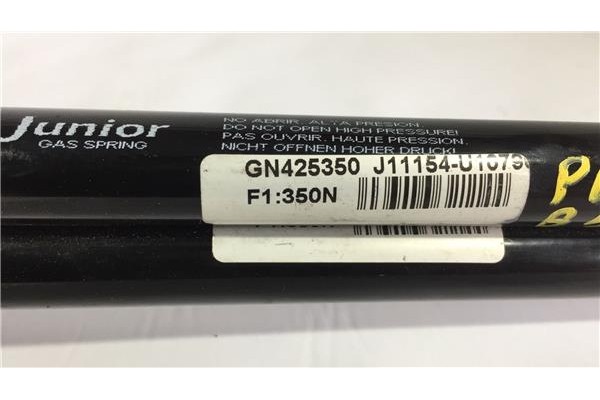 Junior
GAS SPRING
NO ABRIR, ALTA PRESION.
DO NOT OPEN HIGH PRESSURE!
PAS OUVRIR, HAUTE PRESSION.
NICHT OFFNEN HOHER DRUCK!
GN425350
F1:350N